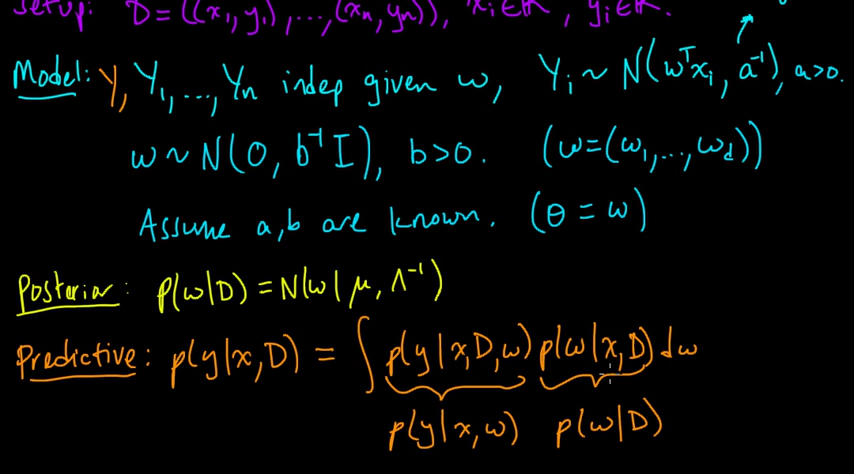 setup: D = ((x₁, y₁), ..., (xₙ, yₙ)), xᵢ ∈ ℝ , yᵢ ∈ ℝ.
Model: Y, Y₁, ..., Yₙ indep given w, Yᵢ ~ N(wᵀxᵢ, a⁻¹), a>0.
w ~ N(0, b⁻¹I), b>0. (w=(w₁, ..., w_d))
Assume a, b are known. (θ = w)
Posterior: p(w|D) = N(w|μ, Λ⁻¹)
Predictive: p(y|x,D) = ∫ p(y|x,D,w) p(w|x,D) dw
p(y|x,w) p(w|D)